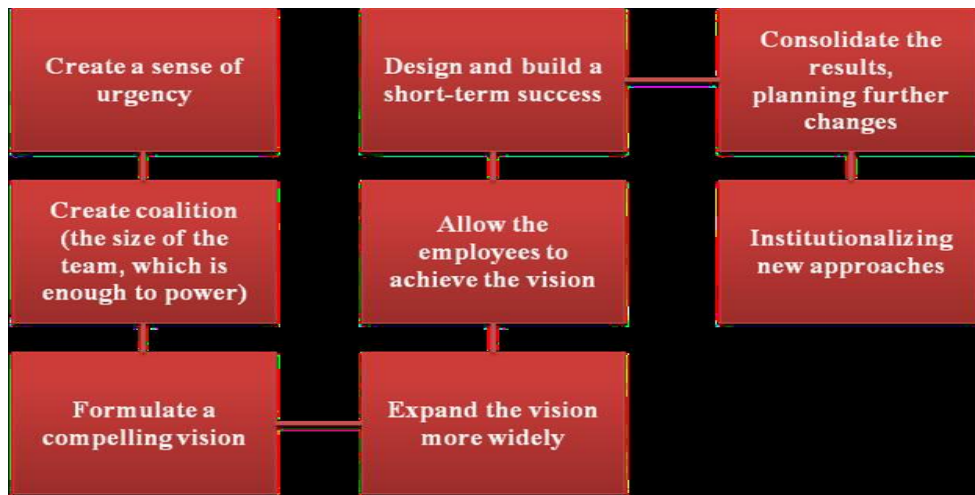 Create a sense of
urgency
Create coalition
(the size of the
team, which is
enough to power)
Formulate a
compelling vision
Expand the vision
more widely
Allow the
employees to
achieve the vision
Design and build a
short-term success
Consolidate the
results,
planning further
changes
Institutionalizing
new approaches